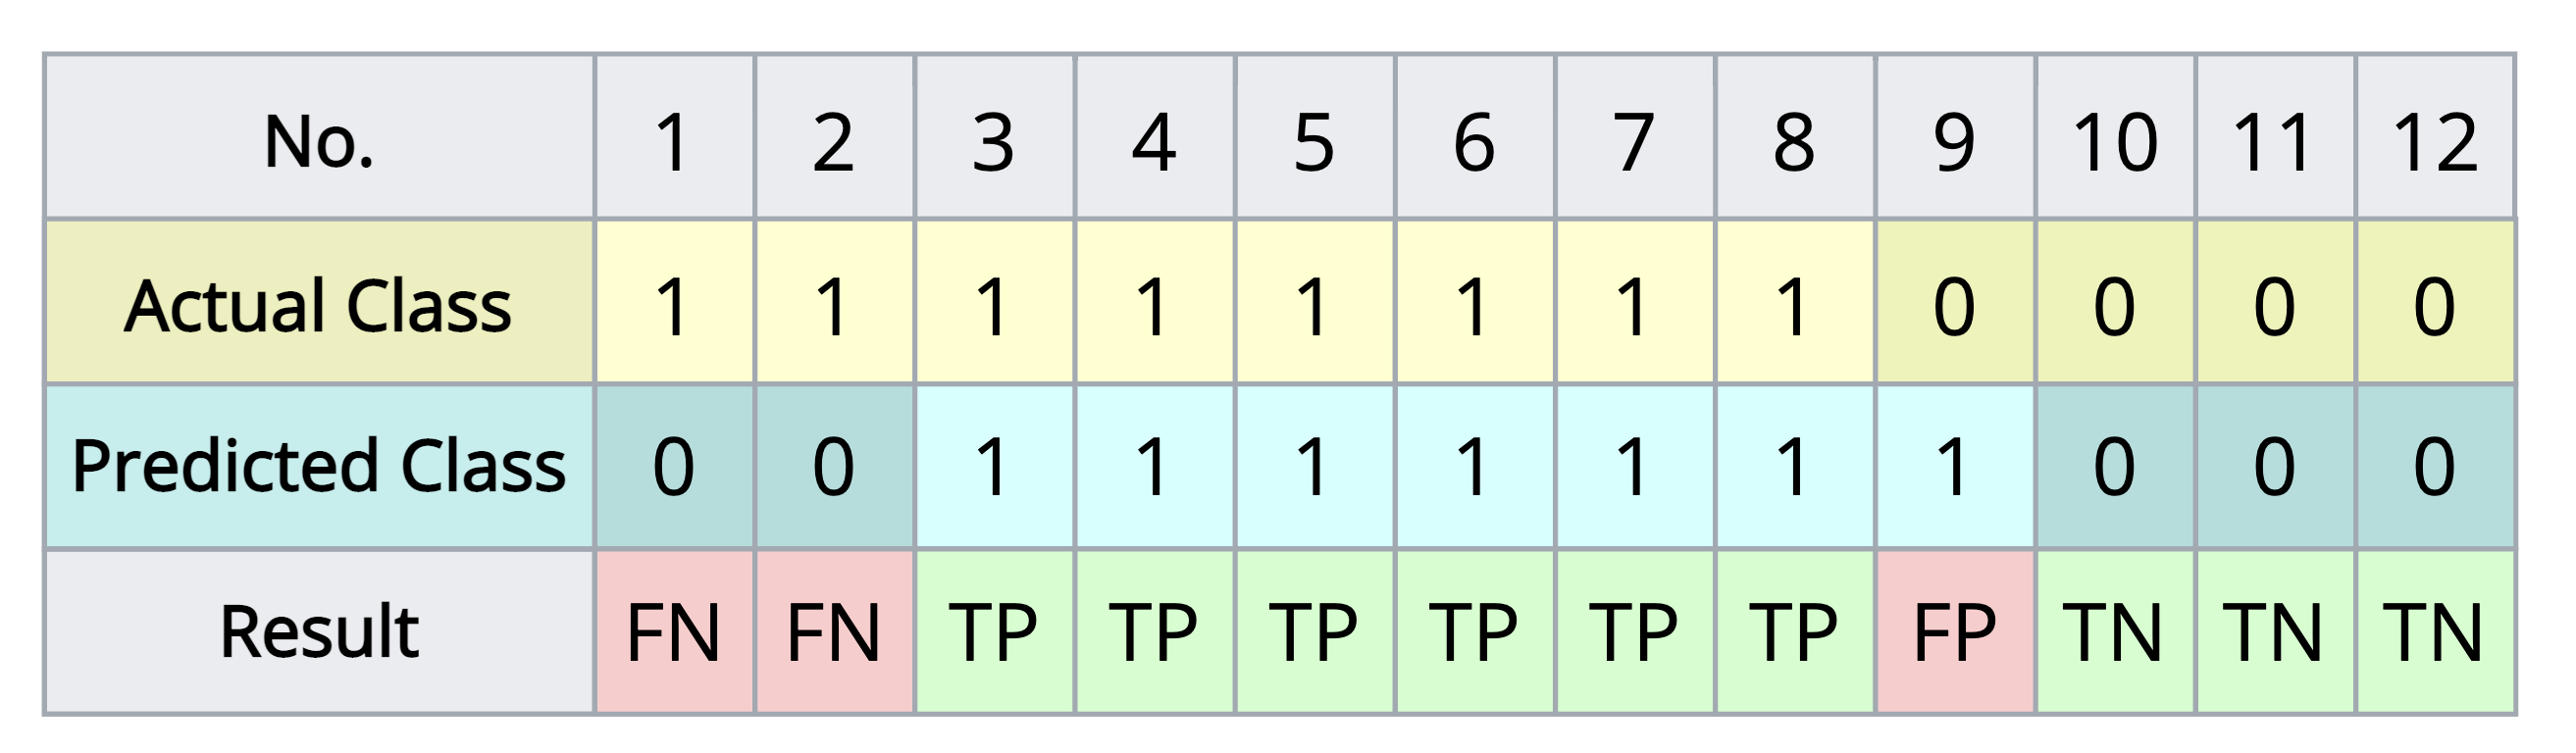 No. 1 2 3 4 5 6 7 8 9 10 11 12
Actual Class 1 1 1 1 1 1 1 1 0 0 0 0
Predicted Class 0 0 1 1 1 1 1 1 1 0 0 0
Result FN FN TP TP TP TP TP TP FP TN TN TN